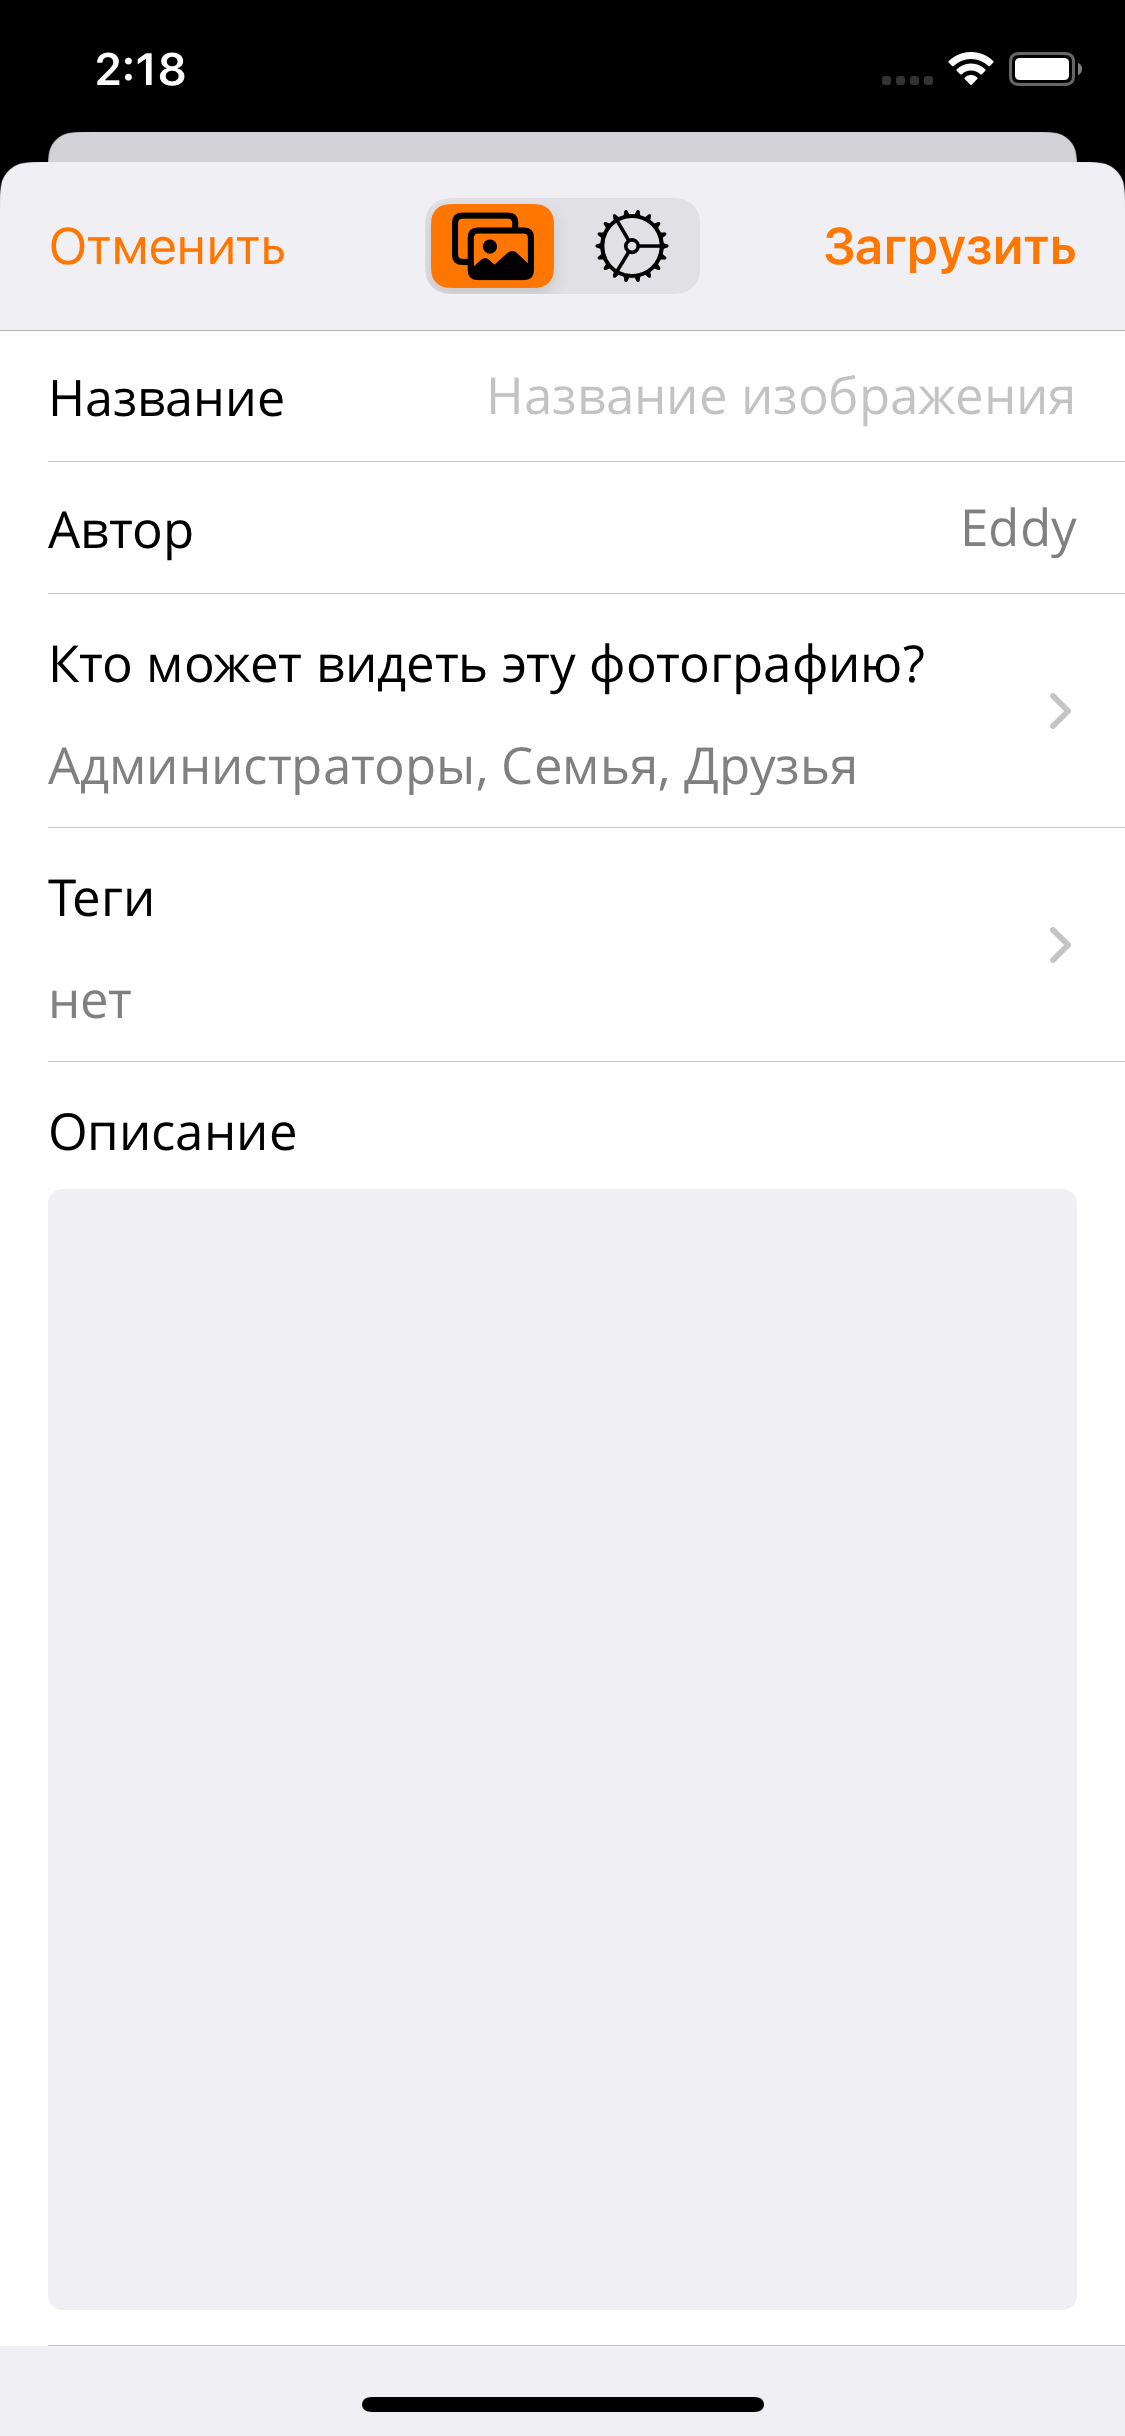 2:18
Отменить
Загрузить
Название
Название изображения
Автор
Eddy
Кто может видеть эту фотографию?
Администраторы, Семья, Друзья
Теги
нет
Описание